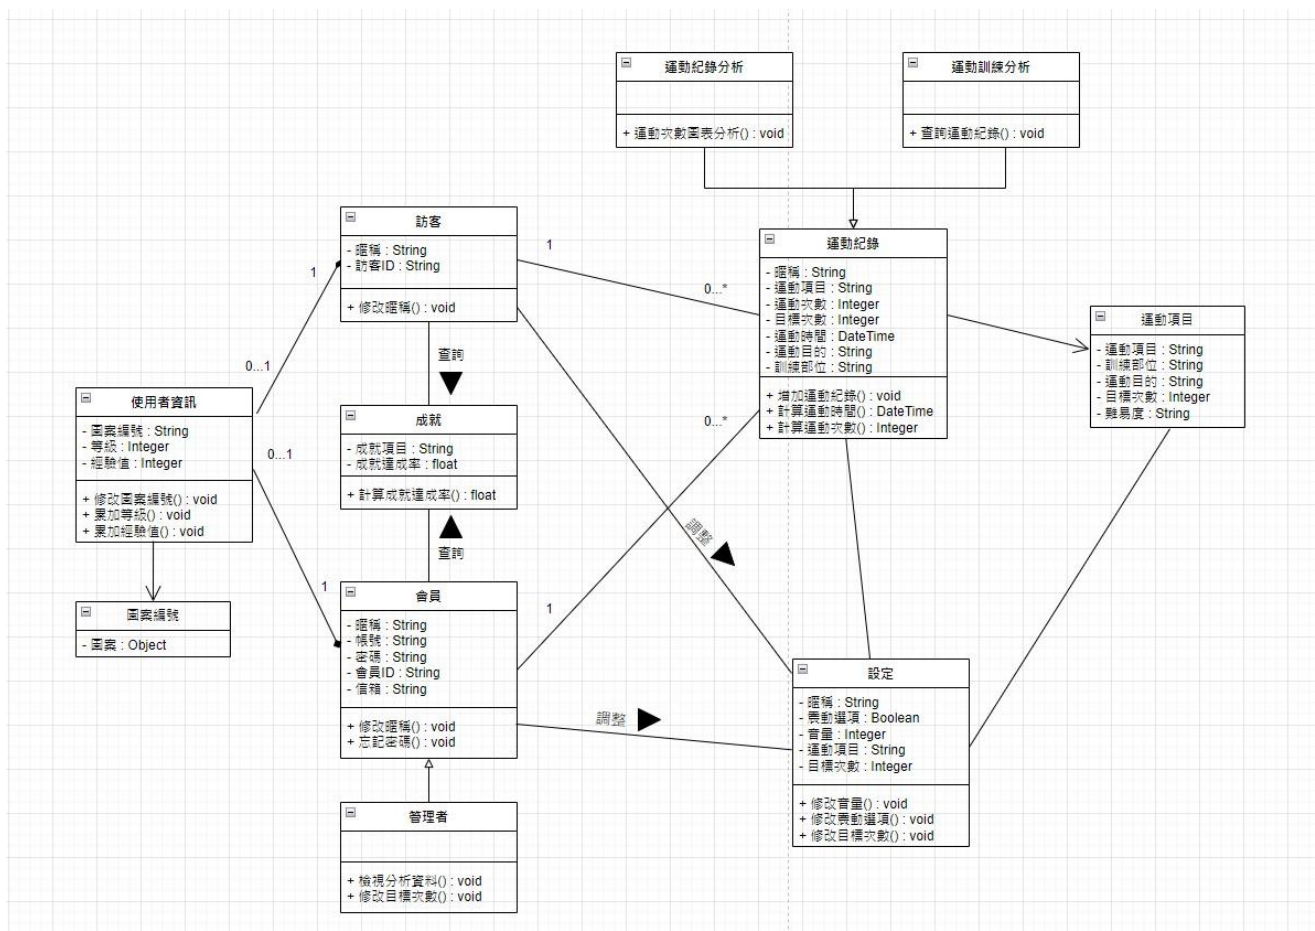 運動紀錄分析
+ 運動次數圖表分析() : void
運動訓練分析
+ 查詢運動紀錄() : void
訪客
- 暱稱 : String
- 訪客ID : String
+ 修改暱稱() : void
1
0...*
1
0...1
查詢
運動紀錄
- 暱稱 : String
- 運動項目 : String
- 運動次數 : Integer
- 目標次數 : Integer
- 運動時間 : DateTime
- 運動目的 : String
- 訓練部位 : String
+ 增加運動紀錄() : void
+ 計算運動時間() : DateTime
+ 計算運動次數() : Integer
運動項目
- 運動項目 : String
- 訓練部位 : String
- 運動目的 : String
- 目標次數 : Integer
- 難易度 : String
使用者資訊
- 圖案編號 : String
- 等級 : Integer
- 經驗值 : Integer
+ 修改圖案編號() : void
+ 累加等級() : void
+ 累加經驗值() : void
0...1
成就
- 成就項目 : String
- 成就達成率 : float
+ 計算成就達成率() : float
0...*
查詢
調整
1
1
圖案編號
- 圖案 : Object
會員
- 暱稱 : String
- 帳號 : String
- 密碼 : String
- 會員ID : String
- 信箱 : String
+ 修改暱稱() : void
+ 忘記密碼() : void
調整
設定
- 暱稱 : String
- 震動選項 : Boolean
- 音量 : Integer
- 運動項目 : String
- 目標次數 : Integer
+ 修改音量() : void
+ 修改震動選項() : void
+ 修改目標次數() : void
管理者
+ 檢視分析資料() : void
+ 修改目標次數() : void